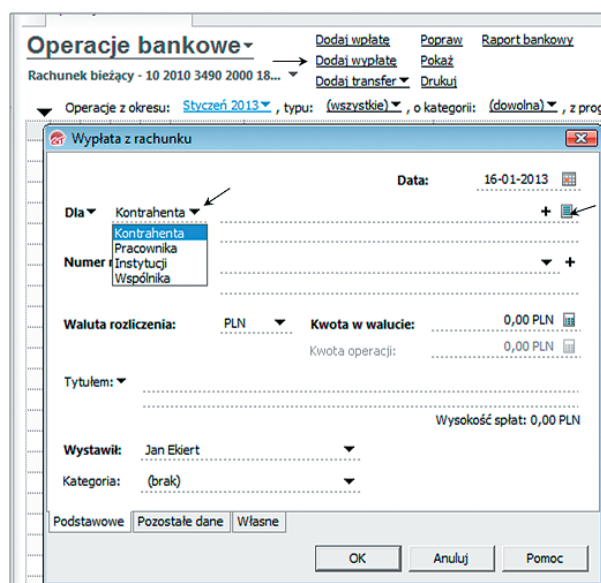 Operacje bankowe
Dodaj wpłatę Popraw Raport bankowy
Dodaj wypłatę Pokaż
Rachunek bieżący - 10 2010 3490 2000 18...
Dodaj transfer Drukuj
Operacje z okresu: Styczeń 2013 , typu: (wszystkie) , o kategorii: (dowolna) , z prog
Wypłata z rachunku
Data: 16-01-2013
Dla Kontrahenta
Kontrahenta
Pracownika
Numer Instytucji
Wspólnika
Waluta rozliczenia: PLN Kwota w walucie: 0,00 PLN
Kwota operacji: 0,00 PLN
Tytułem:
Wysokość spłat: 0,00 PLN
Wystawił: Jan Ekiert
Kategoria: (brak)
Podstawowe Pozostałe dane Własne
OK Anuluj Pomoc